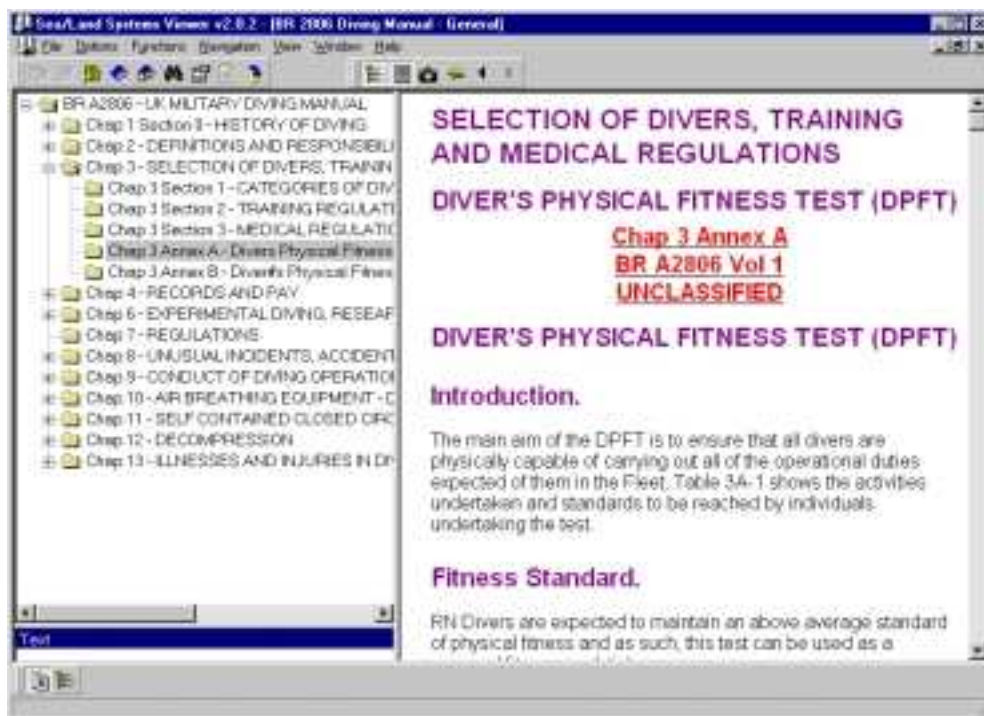 Sea/Land Systems Viewer v2.0.2 - [BR 2806 Diving Manual - General]
File Options Functions Navigation View Window Help
BR A2806 - UK MILITARY DIVING MANUAL
Chap 1 Section II - HISTORY OF DIVING
Chap 2 - DEFINITIONS AND RESPONSIBILI
Chap 3 - SELECTION OF DIVERS, TRAININ
Chap 3 Section 1 - CATEGORIES OF DIV
Chap 3 Section 2 - TRAINING REGULATI
Chap 3 Section 3 - MEDICAL REGULATIO
Chap 3 Annex A - Divers Physical Fitness
Chap 3 Annex B - Physical Fitnes
Chap 4 - RECORDS AND PAY
Chap 6 - EXPERIMENTAL DIVING, RESEAR
Chap 7 - REGULATIONS
Chap 8 - UNUSUAL INCIDENTS, ACCIDENT
Chap 9 - CONDUCT OF DIVING OPERATIO
Chap 10 - AIR BREATHING EQUIPMENT - C
Chap 11 - SELF CONTAINED CLOSED CIRC
Chap 12 - DECOMPRESSION
Chap 13 - ILLNESSES AND INJURIES IN DI
Text
SELECTION OF DIVERS, TRAINING
AND MEDICAL REGULATIONS
DIVER'S PHYSICAL FITNESS TEST (DPFT)
Chap 3 Annex A
BR A2806 Vol 1
UNCLASSIFIED
DIVER'S PHYSICAL FITNESS TEST (DPFT)
Introduction.
The main aim of the DPFT is to ensure that all divers are
physically capable of carrying out all of the operational duties
expected of them in the Fleet. Table 3A-1 shows the activities
undertaken and standards to be reached by individuals
undertaking the test.
Fitness Standard.
RN Divers are expected to maintain an above average standard
of physical fitness and as such, this test can be used as a